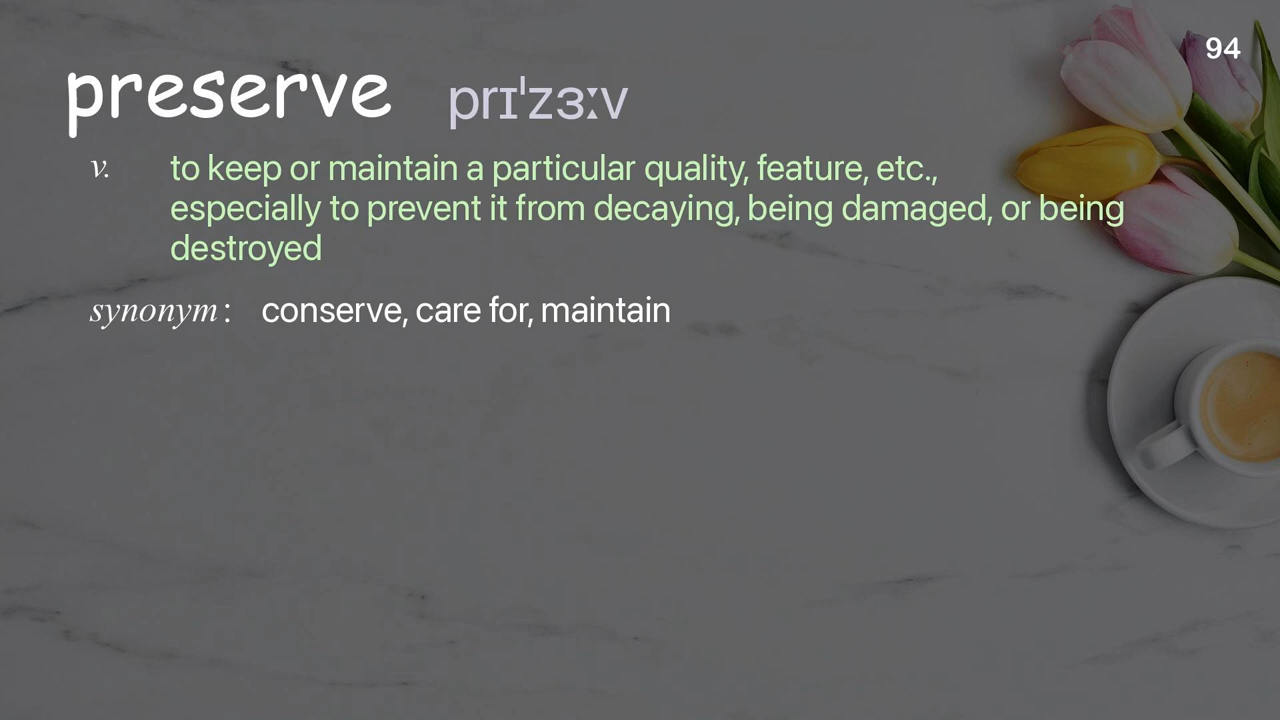 94
preserve prɪˈzɜːv
v. to keep or maintain a particular quality, feature, etc.,
especially to prevent it from decaying, being damaged, or being
destroyed
synonym: conserve, care for, maintain